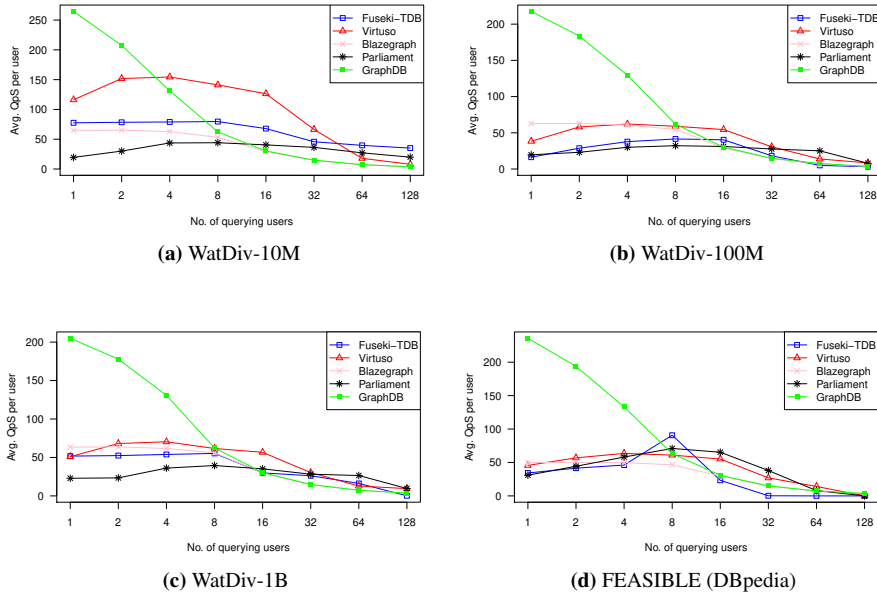 Avg. QpS per user
0 50 100 150 200 250
Fuseki-TDB
Virtuso
Blazegraph
Parliament
GraphDB
1 2 4 8 16 32 64 128
No. of querying users
(a) WatDiv-10M
Avg. QpS per user
0 50 100 150 200
Fuseki-TDB
Virtuso
Blazegraph
Parliament
GraphDB
1 2 4 8 16 32 64 128
No. of querying users
(b) WatDiv-100M
Avg. QpS per user
0 50 100 150 200
Fuseki-TDB
Virtuso
Blazegraph
Parliament
GraphDB
1 2 4 8 16 32 64 128
No. of querying users
(c) WatDiv-1B
Avg. QpS per user
0 50 100 150 200
Fuseki-TDB
Virtuso
Blazegraph
Parliament
GraphDB
1 2 4 8 16 32 64 128
No. of querying users
(d) FEASIBLE (DBpedia)